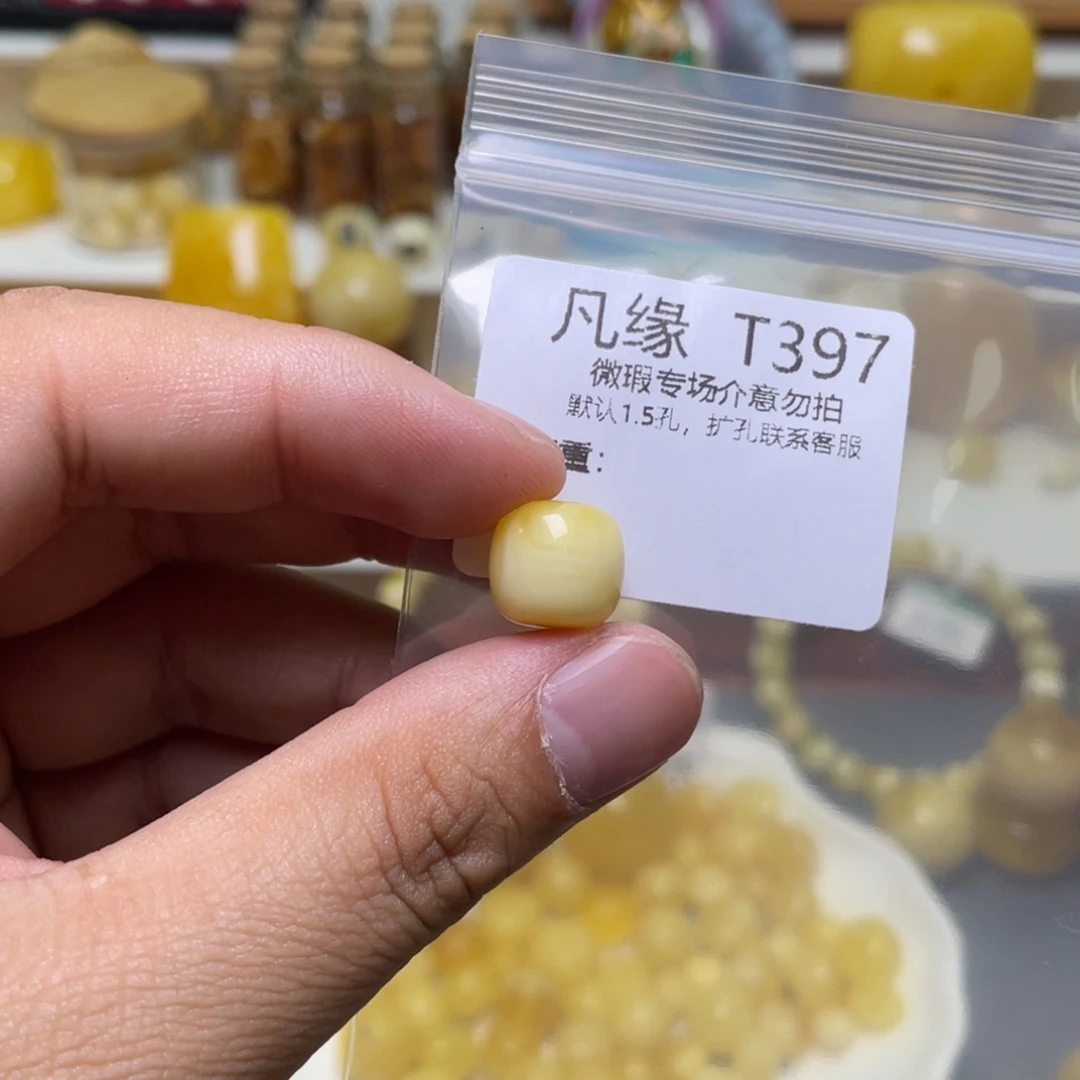 凡缘 T397
微瑕专场介意勿拍
默认1.5孔，扩孔联系客服
重：